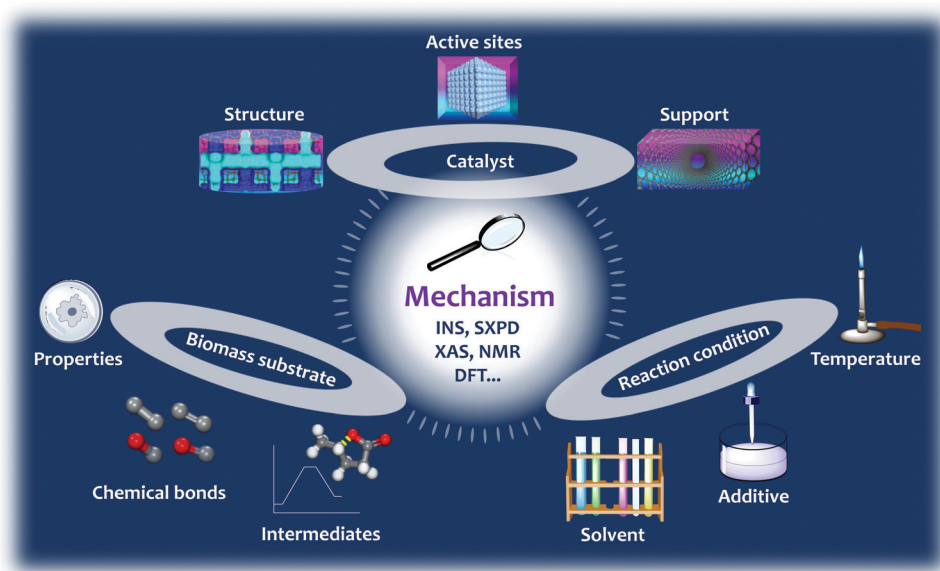 Active sites
Structure
Support
Catalyst
Mechanism
INS, SXPD
XAS, NMR
DFT...
Properties
Biomass substrate
Reaction condition
Temperature
Chemical bonds
Intermediates
Solvent
Additive